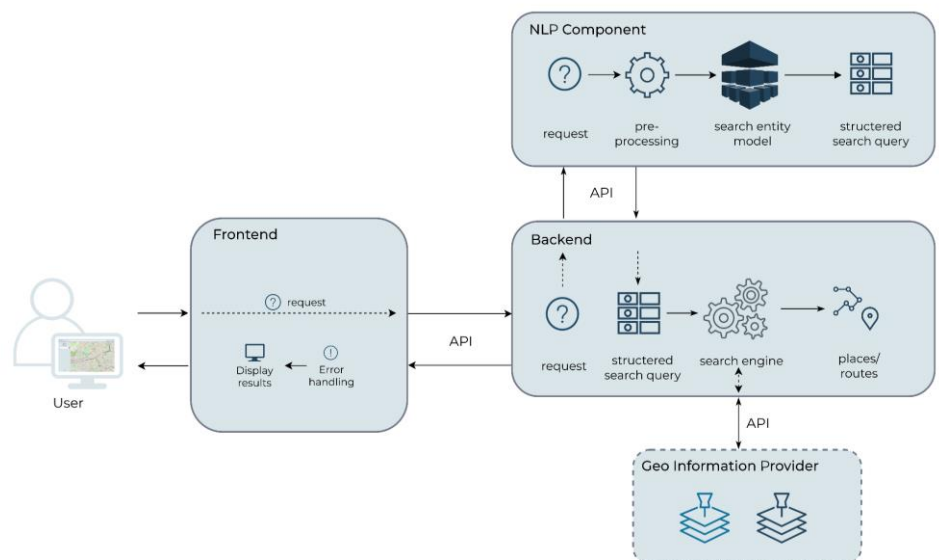 NLP Component
request
pre-
processing
search entity
model
structered
search query
API
Frontend
request
Display
results
Error
handling
User
API
Backend
request
structured
search query
search engine
places/
routes
API
Geo Information Provider